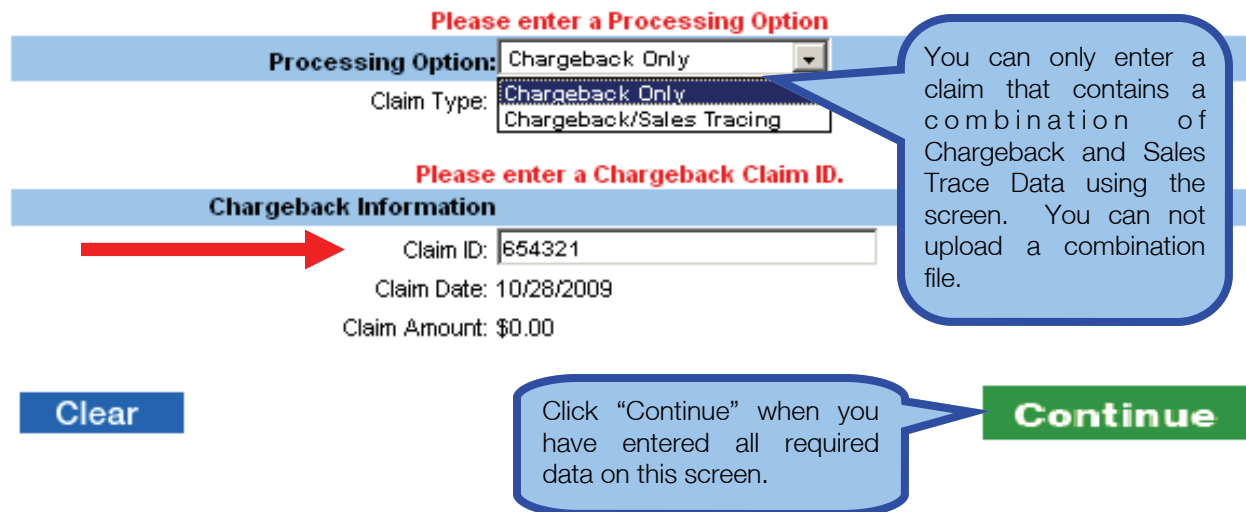 Please enter a Processing Option
Processing Option: Chargeback Only
Claim Type: Chargeback Only
Chargeback/Sales Tracing
You can only enter a
claim that contains a
combination of
Chargeback and Sales
Trace Data using the
screen. You can not
upload a combination
file.
Please enter a Chargeback Claim ID.
Chargeback Information
Claim ID: 654321
Claim Date: 10/28/2009
Claim Amount: $0.00
Clear
Click “Continue” when you
have entered all required
data on this screen.
Continue